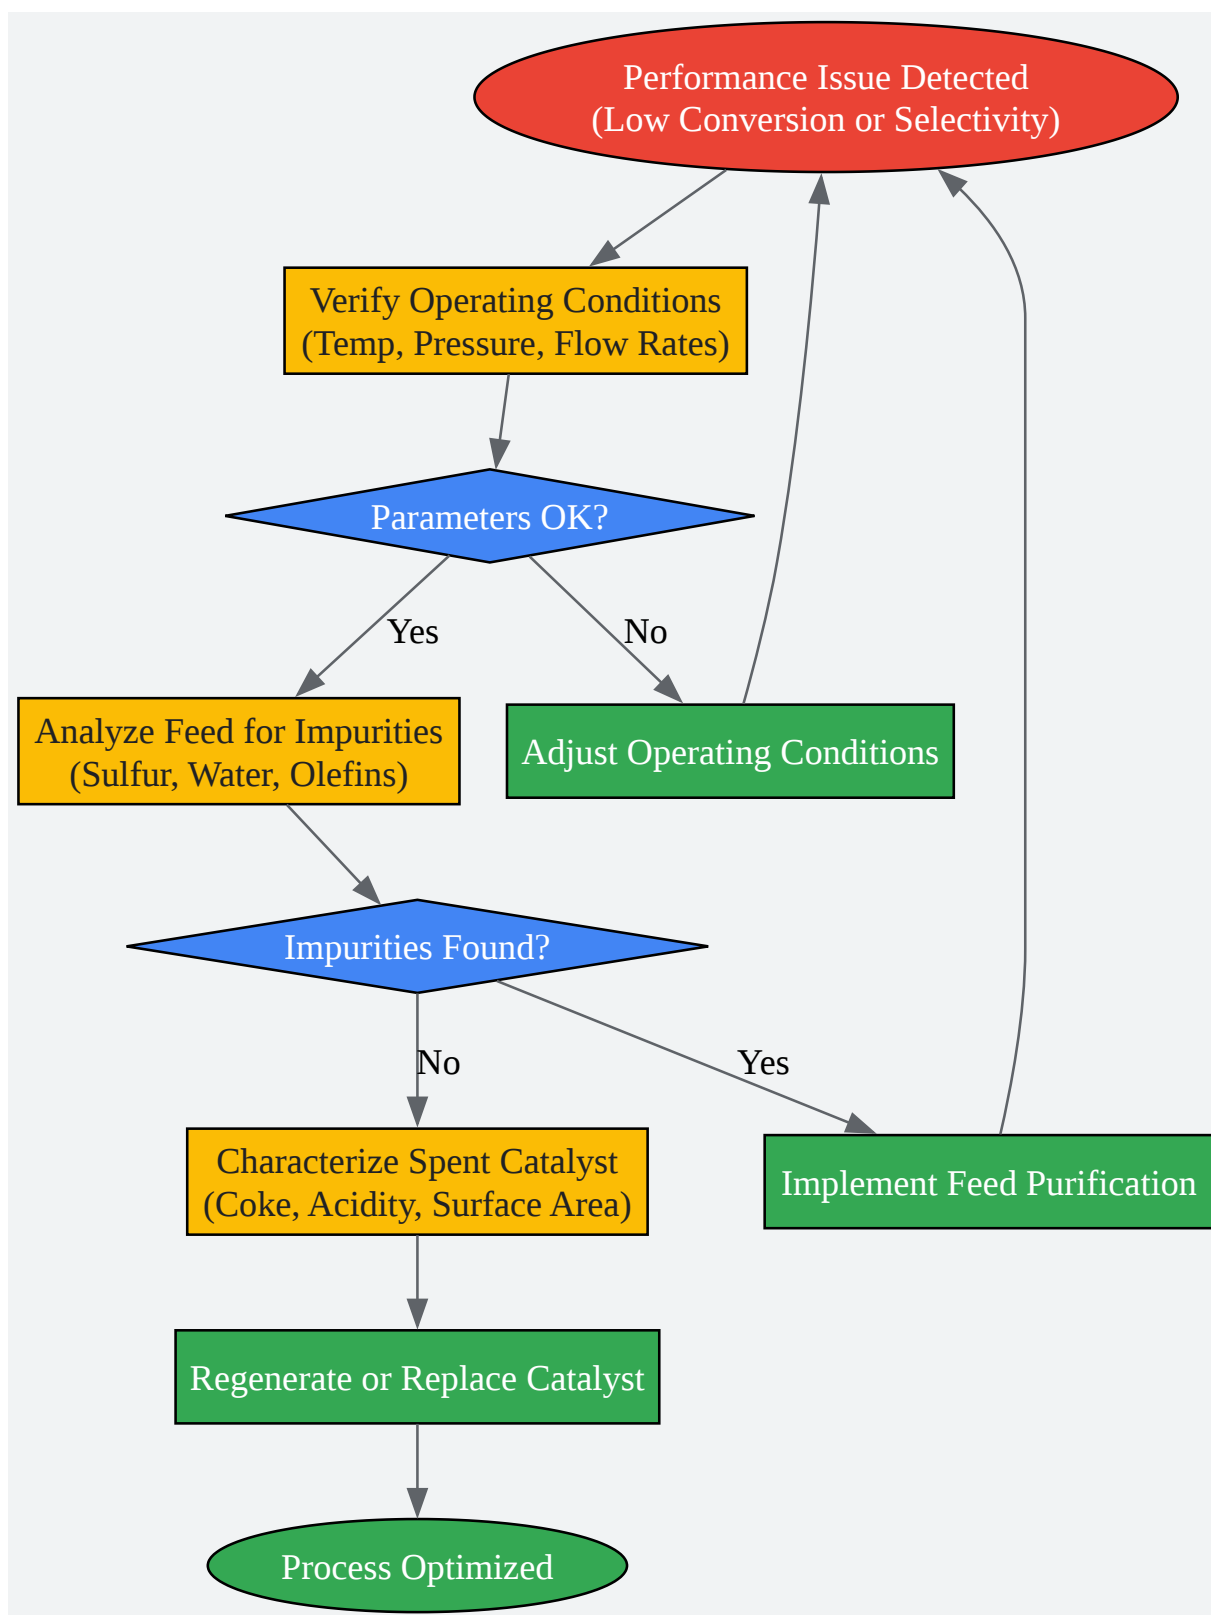 Performance Issue Detected
(Low Conversion or Selectivity)
Verify Operating Conditions
(Temp, Pressure, Flow Rates)
Parameters OK?
Yes
No
Analyze Feed for Impurities
(Sulfur, Water, Olefins)
Adjust Operating Conditions
Impurities Found?
No
Yes
Characterize Spent Catalyst
(Coke, Acidity, Surface Area)
Implement Feed Purification
Regenerate or Replace Catalyst
Process Optimized